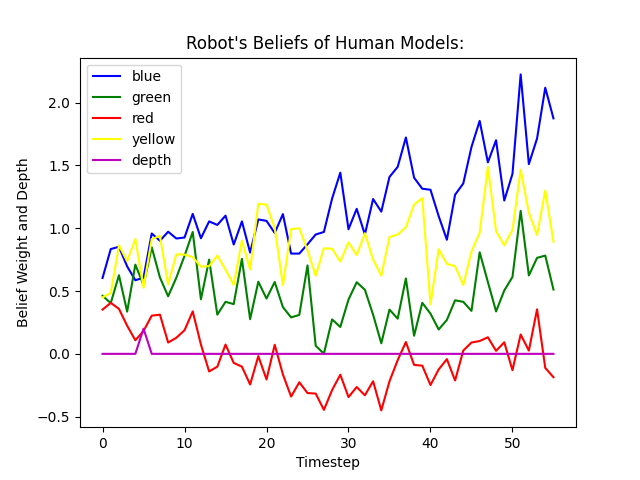 Robot's Beliefs of Human Models:
blue
green
red
yellow
depth
Belief Weight and Depth
2.0
1.5
1.0
0.5
0.0
−0.5
0 10 20 30 40 50
Timestep